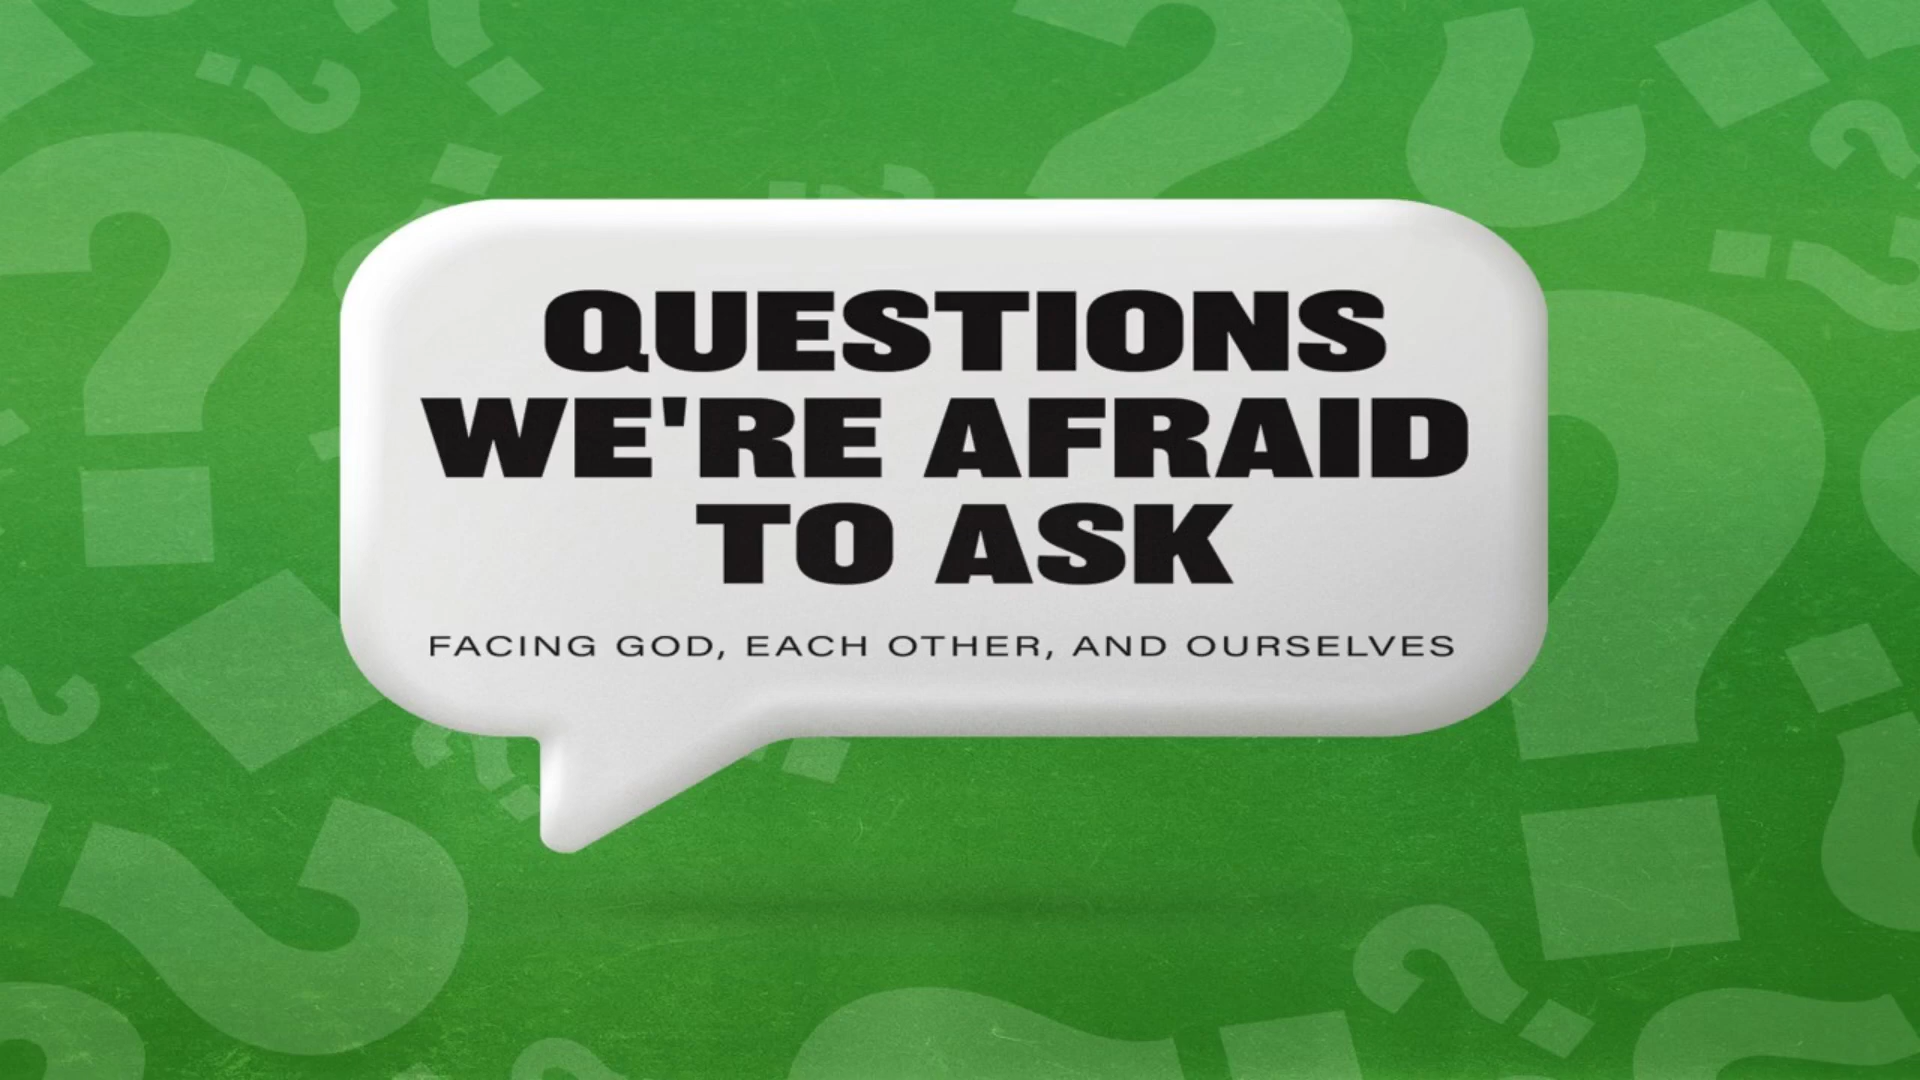 QUESTIONS
WE'RE AFRAID
TO ASK
FACING GOD, EACH OTHER, AND OURSELVES